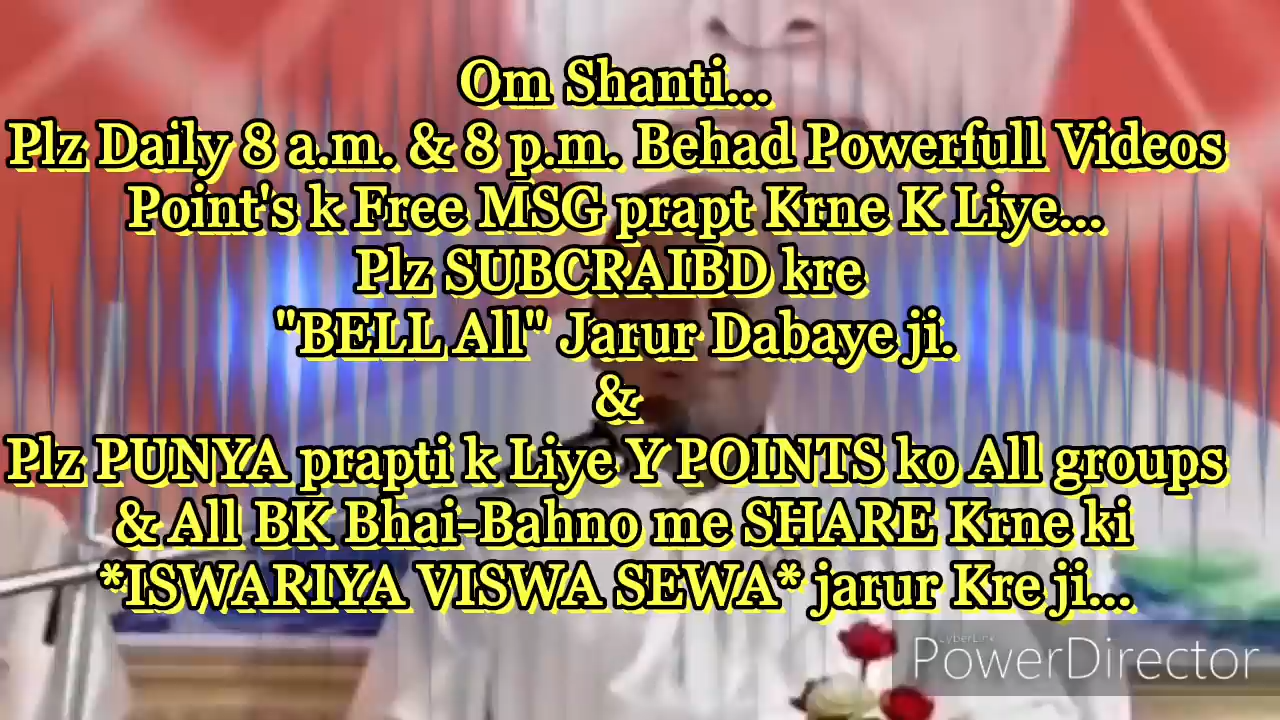 Om Shanti...
Plz Daily 8 a.m. & 8 p.m. Behad Powerfull Videos
Point's k Free MSG prapt Krne K Liye...
Plz SUBCRAIBD kre
"BELL All" Jarur Dabaye ji.
&
Plz PUNYA prapti k Liye Y POINTS ko All groups
& All BK Bhai-Bahno me SHARE Krne ki
*ISWARIYA VISWA SEWA* jarur Kre ji...
CyberLink
PowerDirector